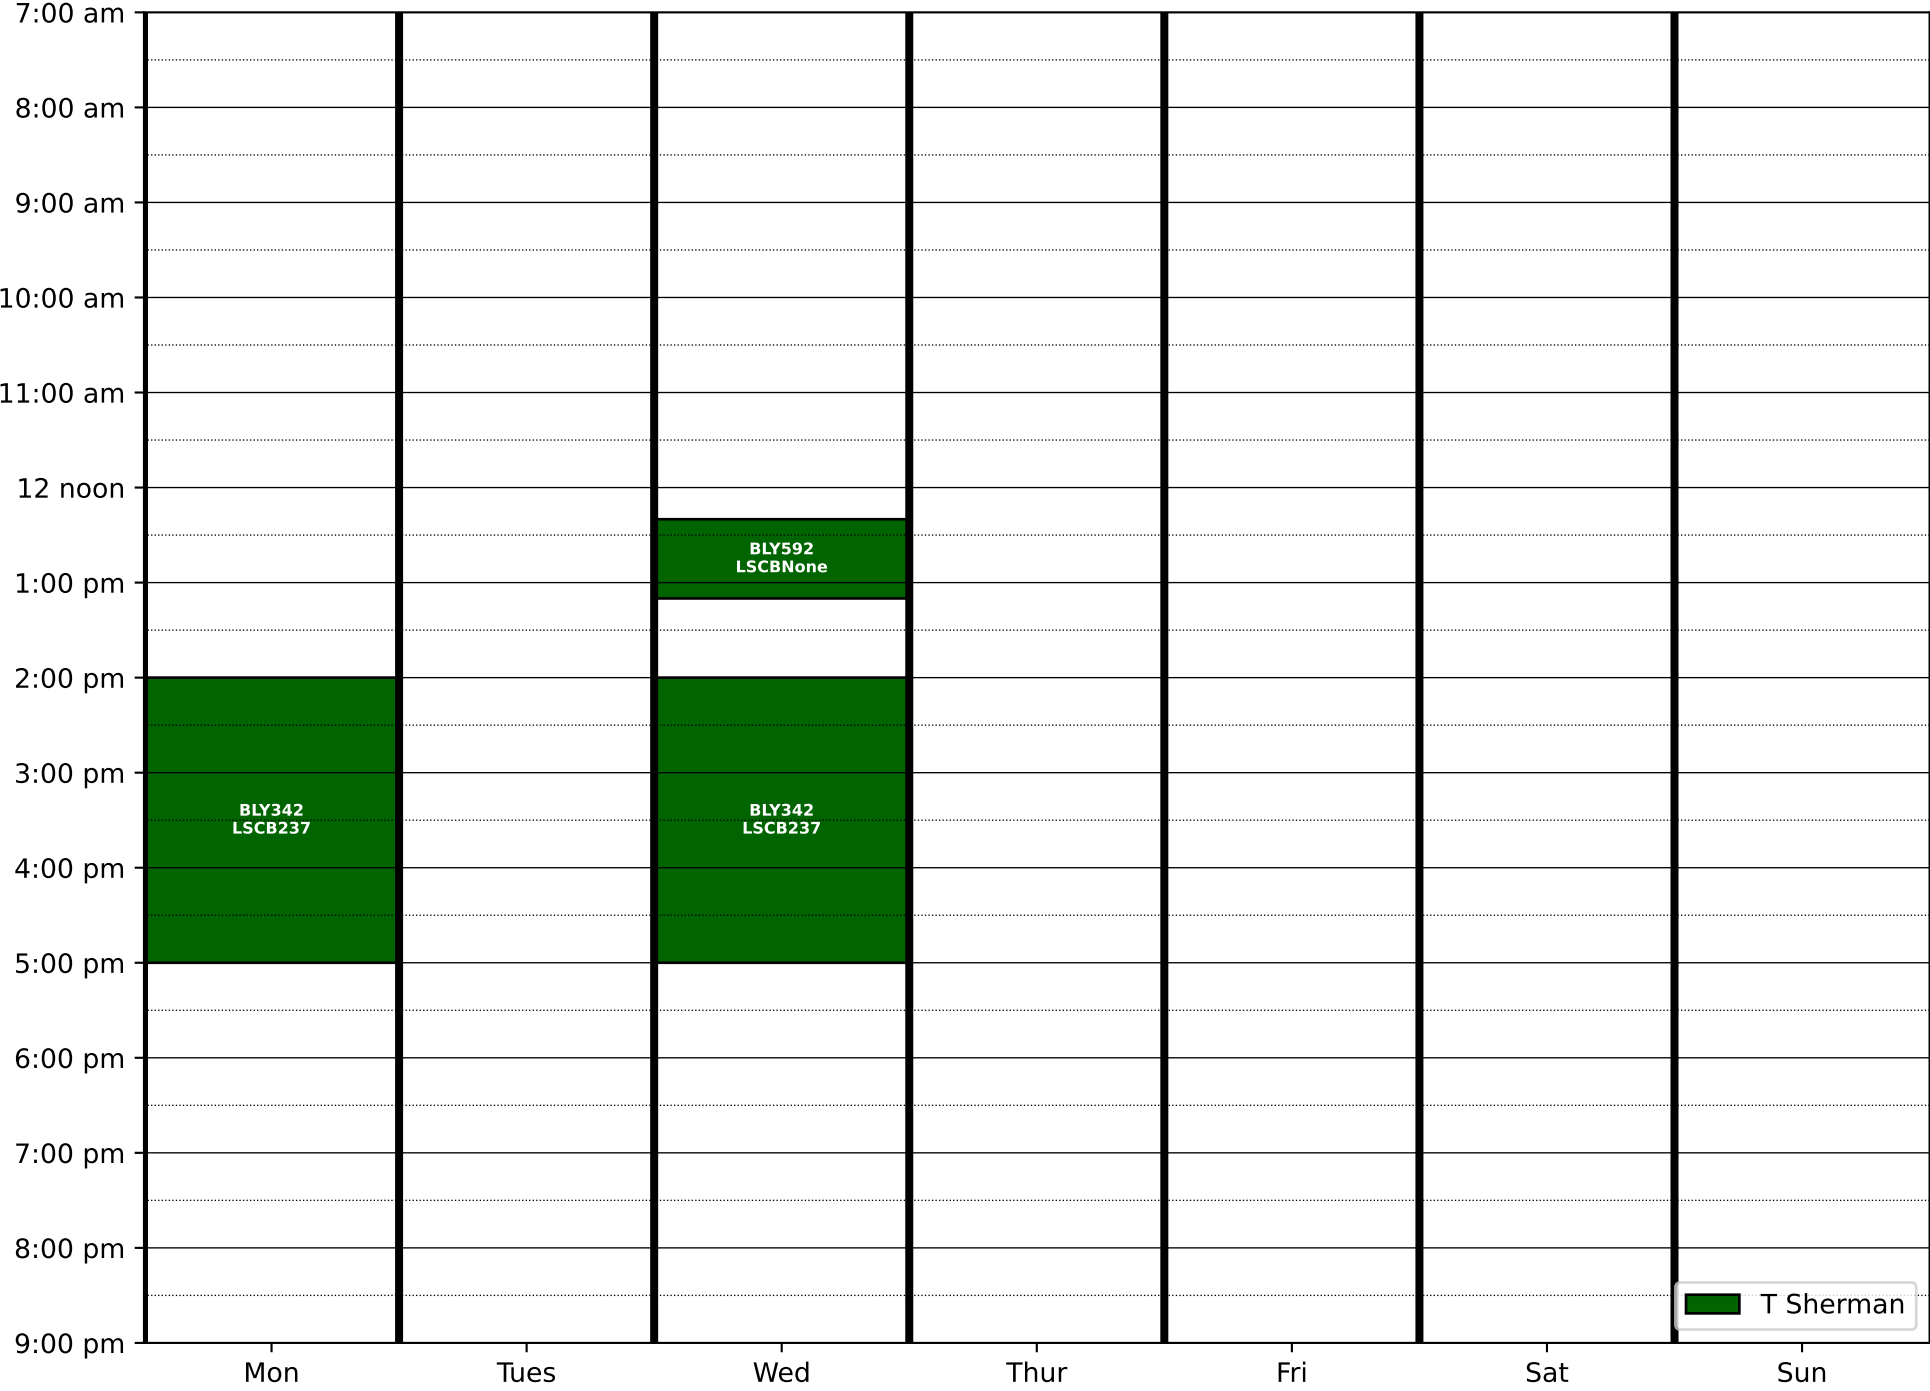 7:00 am
8:00 am
9:00 am
10:00 am
11:00 am
12 noon
BLY592
LSCBNone
1:00 pm
2:00 pm
3:00 pm
BLY342
LSCB237
BLY342
LSCB237
4:00 pm
5:00 pm
6:00 pm
7:00 pm
8:00 pm
T Sherman
9:00 pm
Mon Tues Wed Thur Fri Sat Sun